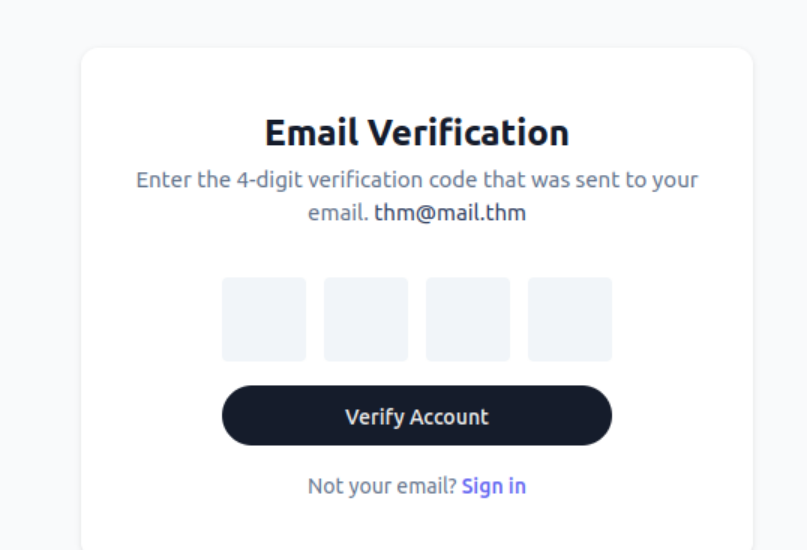 Email Verification
Enter the 4-digit verification code that was sent to your
email. thm@mail.thm
Verify Account
Not your email? Sign in